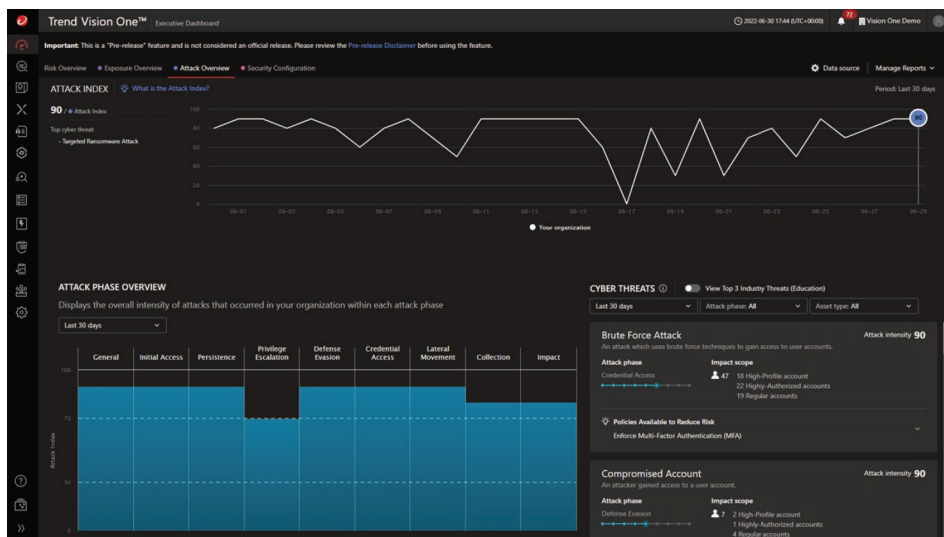 Trend Vision One™ Executive Dashboard
2022-06-30 17:44 (UTC+00:00)
72
Vision One Demo
Important: This is a "Pre-release" feature and is not considered an official release. Please review the Pre-release Disclaimer before using the feature.
Risk Overview
Exposure Overview
Attack Overview
Security Configuration
Data source
Manage Reports
ATTACK INDEX
What is the Attack Index?
Period: Last 30 days
90 / Attack Index
Top cyber threat:
- Targeted Ransomware Attack
100
80
60
40
20
0
90
06-01 06-03 06-05 06-07 06-09 06-11 06-13 06-15 06-17 06-19 06-21 06-23 06-25 06-27 06-29
Your organization
ATTACK PHASE OVERVIEW
Displays the overall intensity of attacks that occurred in your organization within each attack phase
Last 30 days
General
Initial Access
Persistence
Privilege Escalation
Defense Evasion
Credential Access
Lateral Movement
Collection
Impact
Attack Index
100
70
0
CYBER THREATS
View Top 3 Industry Threats (Education)
Last 30 days
Attack phase: All
Asset type: All
Brute Force Attack
Attack intensity 90
An attack which uses brute force techniques to gain access to user accounts.
Attack phase
Impact scope
Credential Access
47
18 High-Profile account
22 Highly-Authorized accounts
19 Regular accounts
Policies Available to Reduce Risk
Enforce Multi-Factor Authentication (MFA)
Compromised Account
Attack intensity 90
An attacker gained access to a user account.
Attack phase
Impact scope
Defense Evasion
7
2 High-Profile account
1 Highly-Authorized accounts
4 Regular accounts